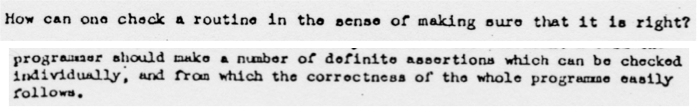 How can one check a routine in the sense of making sure that it is right?
programmer should make a number of definite assertions which can be checked
individually, and from which the correctness of the whole programme easily
follows.